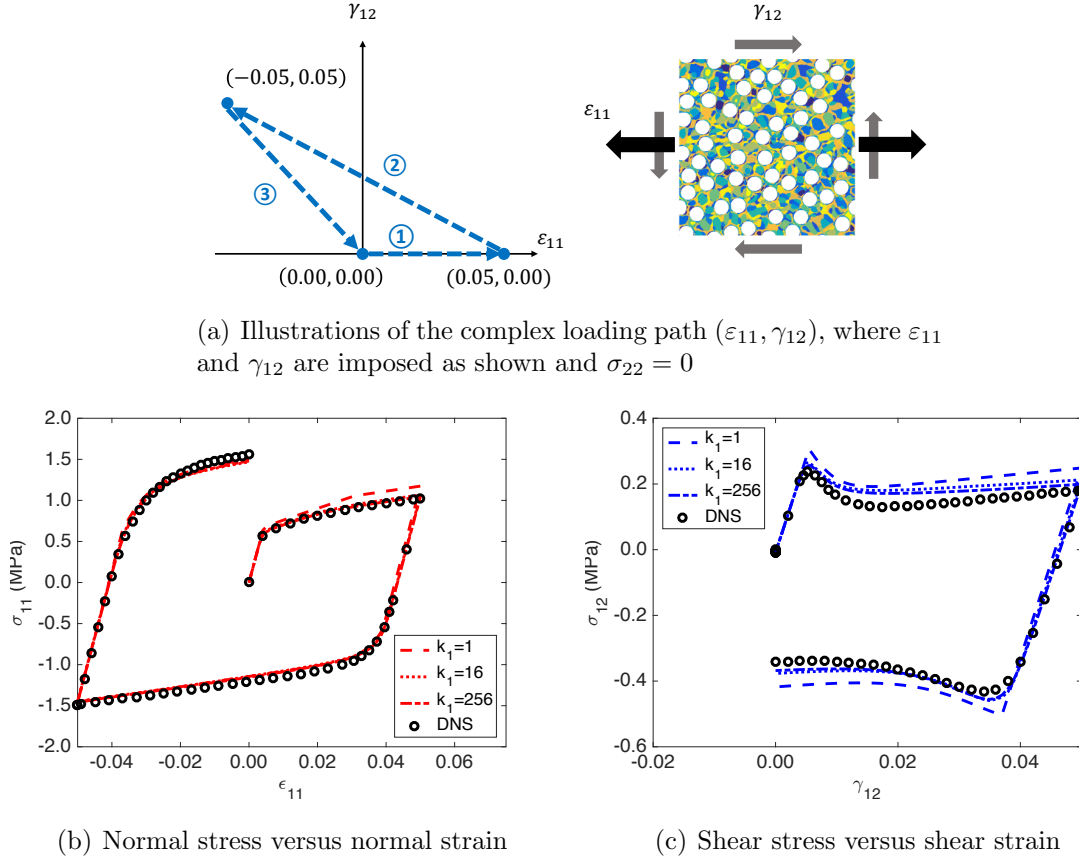 γ₁₂
(−0.05, 0.05)
②
③
①
ε₁₁
(0.00, 0.00)
(0.05, 0.00)
γ₁₂
ε₁₁
(a) Illustrations of the complex loading path (ε₁₁, γ₁₂), where ε₁₁
and γ₁₂ are imposed as shown and σ₂₂ = 0
2.0
1.5
1.0
0.5
0.0
-0.5
-1.0
-1.5
-2.0
σ₁₁ (MPa)
k₁=1
k₁=16
k₁=256
DNS
-0.04 -0.02 0.00 0.02 0.04 0.06
ϵ₁₁
(b) Normal stress versus normal strain
0.4
0.2
0.0
-0.2
-0.4
-0.6
σ₁₂ (MPa)
k₁=1
k₁=16
k₁=256
DNS
0.00 0.02 0.04
γ₁₂
(c) Shear stress versus shear strain